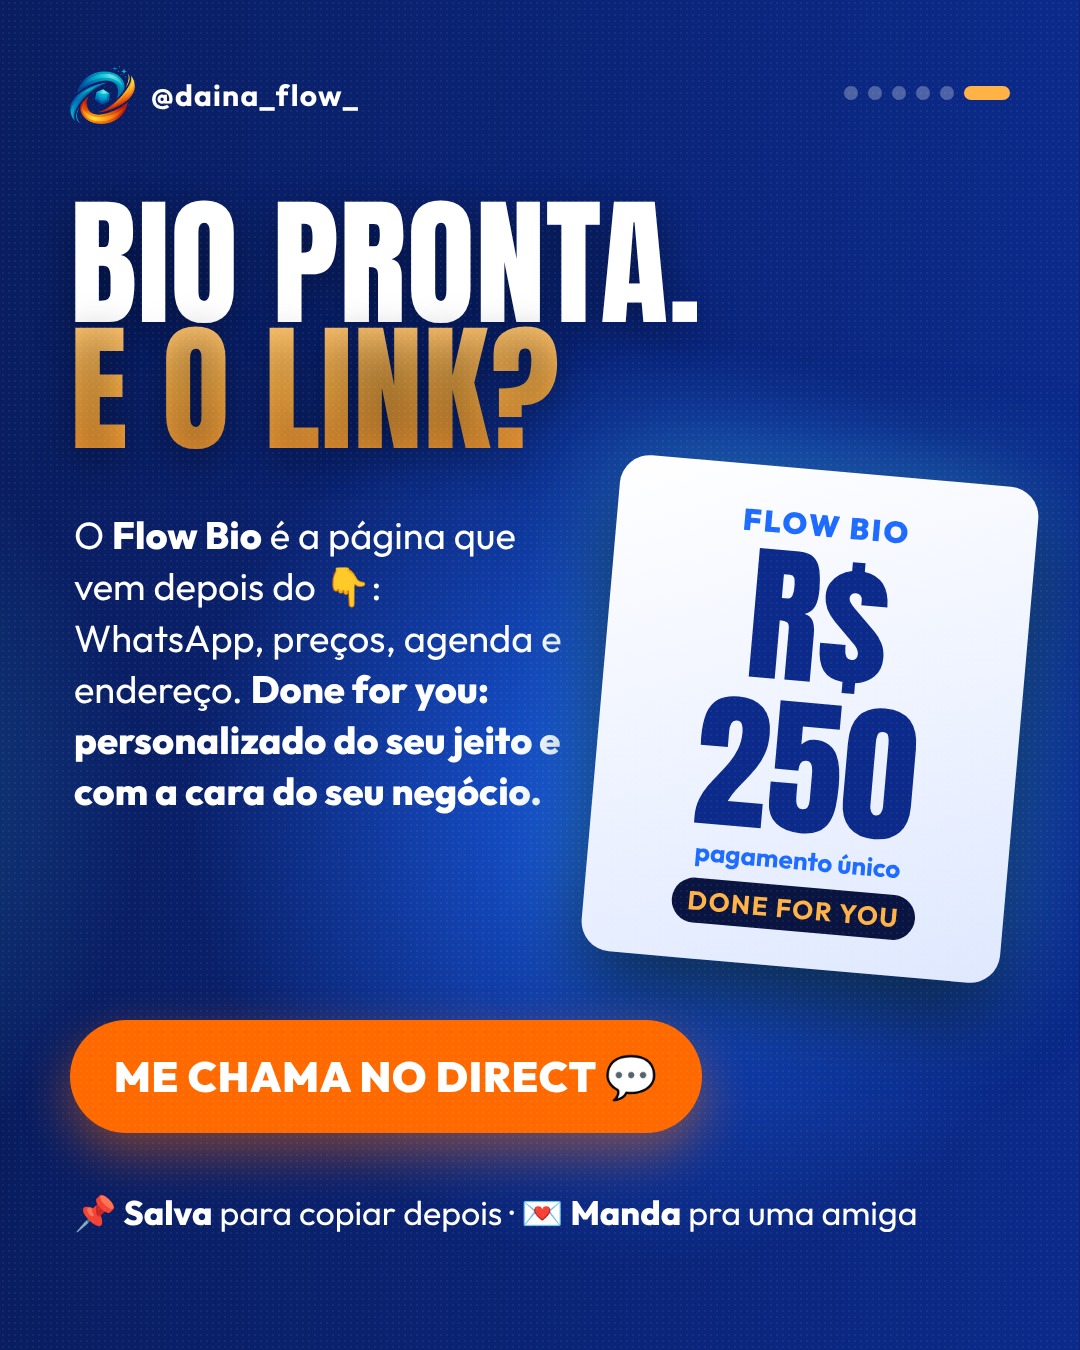 @daina_flow_
BIO PRONTA.
E O LINK?
O Flow Bio é a página que
vem depois do 👇:
WhatsApp, preços, agenda e
endereço. Done for you:
personalizado do seu jeito e
com a cara do seu negócio.
FLOW BIO
R$
250
pagamento único
DONE FOR YOU
ME CHAMA NO DIRECT 💬
📌 Salva para copiar depois · 💌 Manda pra uma amiga